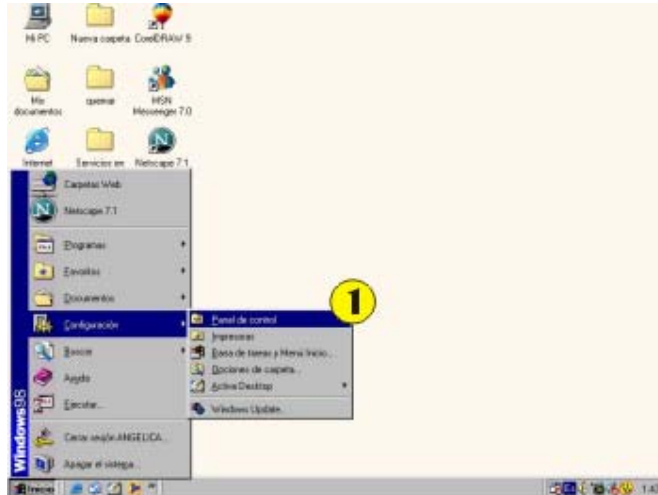 Mi PC
Nueva carpeta
CorelDRAW 9
Mis documentos
quemar
MSN Messenger 7.0
Internet
Servicios en
Netscape 7.1
Carpetas Web
Netscape 7.1
Programas
Favoritos
Documentos
1
Configuración
Panel de control
Impresoras
Buscar
Barra de tareas y Menú Inicio...
Opciones de carpeta...
Ayuda
Active Desktop
Ejecutar...
Windows Update...
Windows98
Cerrar sesión ANGELICA...
Apagar el sistema...
Inicio